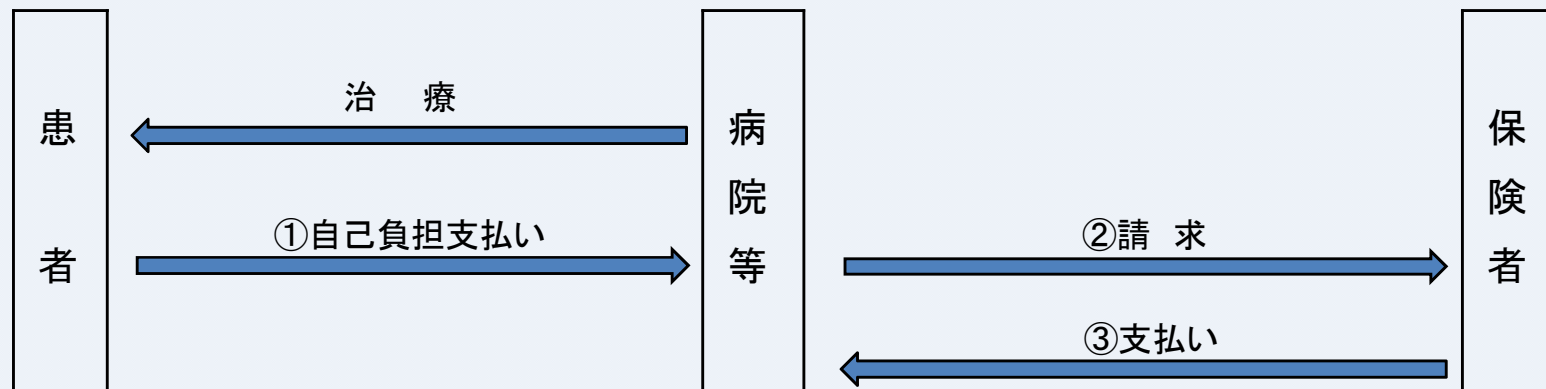 患者
治 療
①自己負担支払い
病院等
②請 求
③支払い
保険者